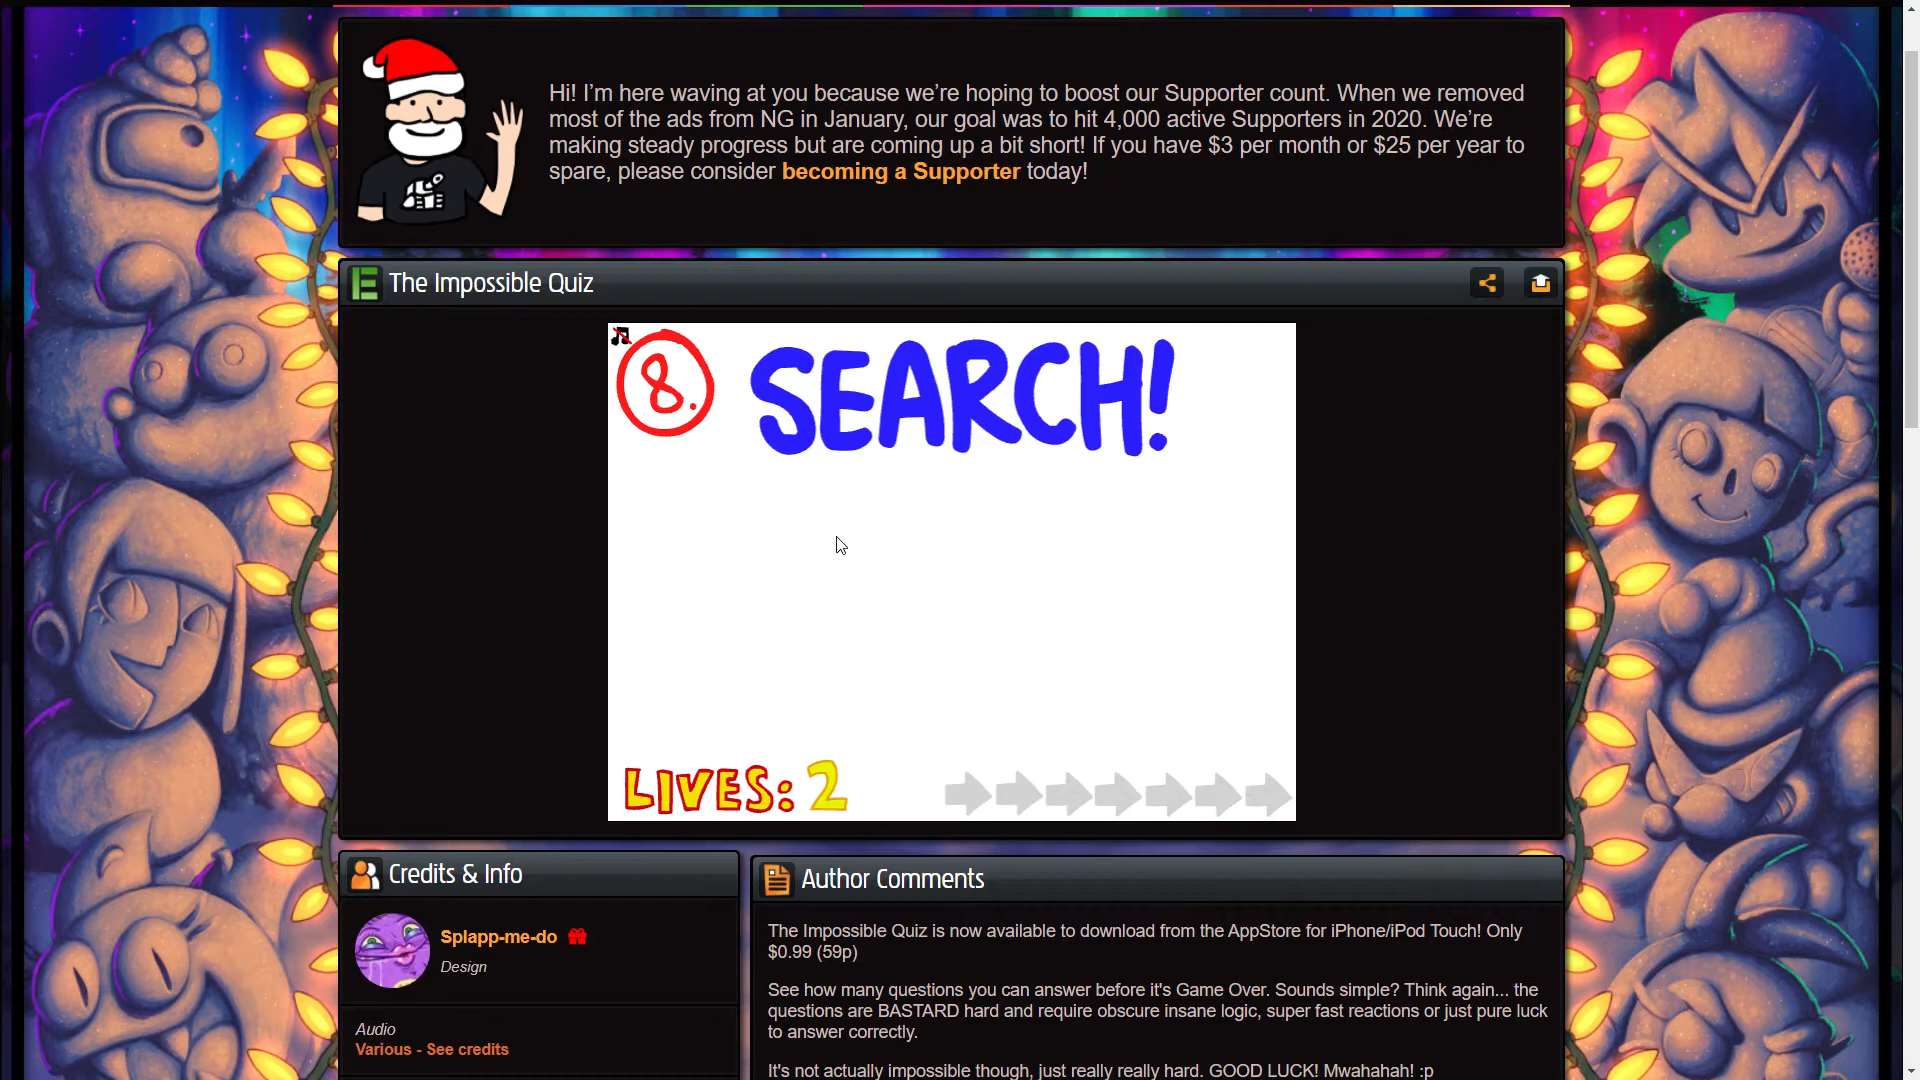 Hi! I'm here waving at you because we're hoping to boost our Supporter count. When we removed
most of the ads from NG in January, our goal was to hit 4,000 active Supporters in 2020. We're
making steady progress but are coming up a bit short! If you have $3 per month or $25 per year to
spare, please consider becoming a Supporter today!
The Impossible Quiz
8. SEARCH!
LIVES: 2
Credits & Info
Splapp-me-do
Design
Audio
Various - See credits
Author Comments
The Impossible Quiz is now available to download from the AppStore for iPhone/iPod Touch! Only
$0.99 (59p)
See how many questions you can answer before it's Game Over. Sounds simple? Think again... the
questions are BASTARD hard and require obscure insane logic, super fast reactions or just pure luck
to answer correctly.
It's not actually impossible though, just really really hard. GOOD LUCK! Mwahahah! :p